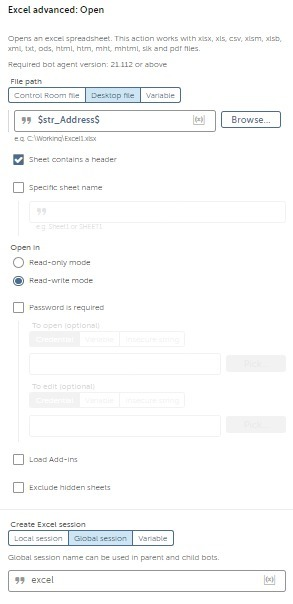 Excel advanced: Open
Opens an excel spreadsheet. This action works with xlsx, xls, csv, xlsm, xlsb,
xml, txt, ods, html, htm, mht, mhtml, slk and pdf files.
Required bot agent version: 21.112 or above
File path
Control Room file Desktop file Variable
$str_Address$ (x)
Browse...
e.g. C:\Working\Excel1.xlsx
Sheet contains a header
Specific sheet name
e.g. Sheet1 or SHEET1
Open in
Read-only mode
Read-write mode
Password is required
To open (optional)
Credential Variable Insecure string
Pick...
To edit (optional)
Credential Variable Insecure string
Pick...
Load Add-ins
Exclude hidden sheets
Create Excel session
Local session Global session Variable
Global session name can be used in parent and child bots.
excel (x)